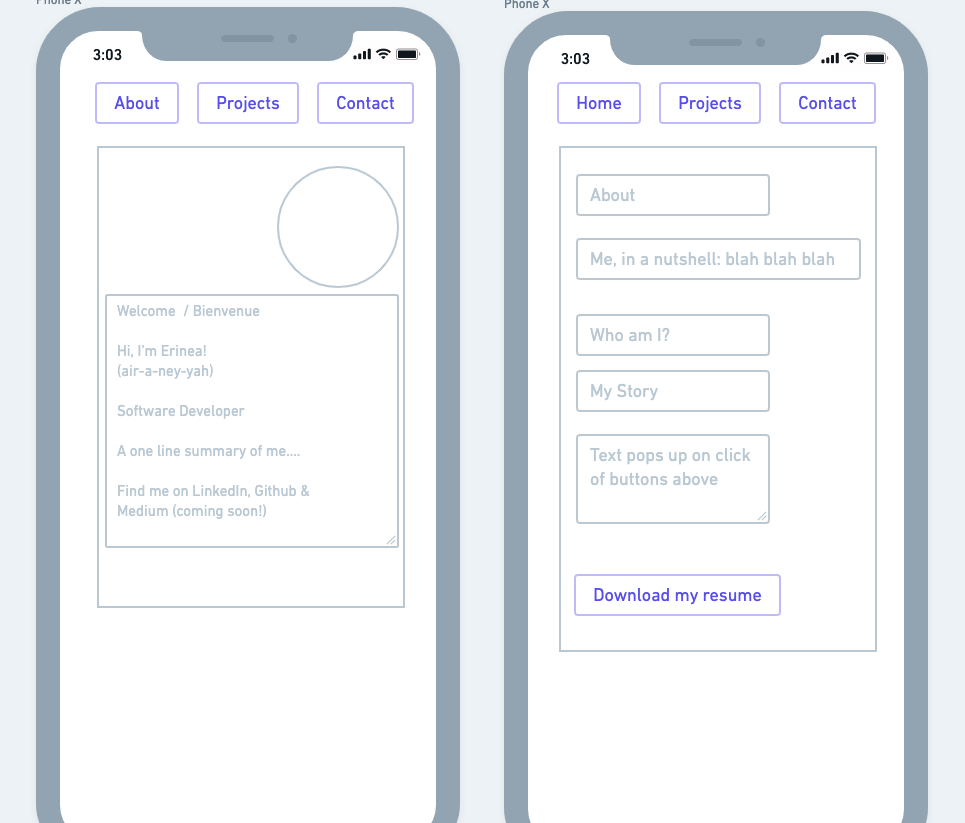 Phone X
3:03
About Projects Contact
Welcome / Bienvenue
Hi, I'm Erinea!
(air-a-ney-yah)
Software Developer
A one line summary of me....
Find me on LinkedIn, Github &
Medium (coming soon!)
Phone X
3:03
Home Projects Contact
About
Me, in a nutshell: blah blah blah
Who am I?
My Story
Text pops up on click
of buttons above
Download my resume